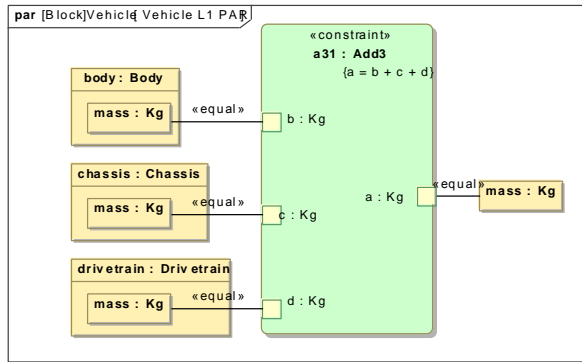 par [Block]Vehicle[ Vehicle L1 PAR]
«constraint»
a31 : Add3
{a = b + c + d}
body : Body
mass : Kg
«equal»
b : Kg
chassis : Chassis
mass : Kg
«equal»
c : Kg
a : Kg
«equal»
mass : Kg
drivetrain : Drivetrain
mass : Kg
«equal»
d : Kg